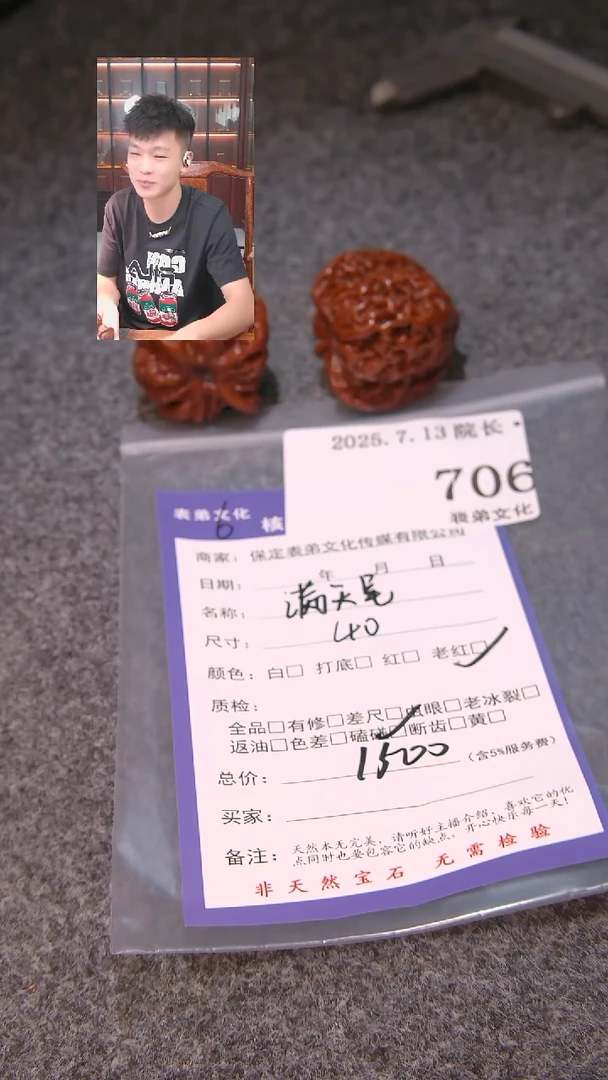 2025.7.13 院长
706
表弟文化
表弟文化 核
6
商家：保定表弟文化传媒有限公司
日期： 年 月 日
名称： 满天星
尺寸： 40
颜色：白□ 打底□ 红□ 老红□
质检：
全品□有修□差尺□虫眼□老冰裂□
返油□色差□磕碰□断齿□黄□
总价： 1500 （含5%服务费）
买家：
备注： 天然本无完美，请听好主播介绍，喜欢它的优
点同时也要包容它的缺点，开心快乐每一天！
非天然宝石 无需检验